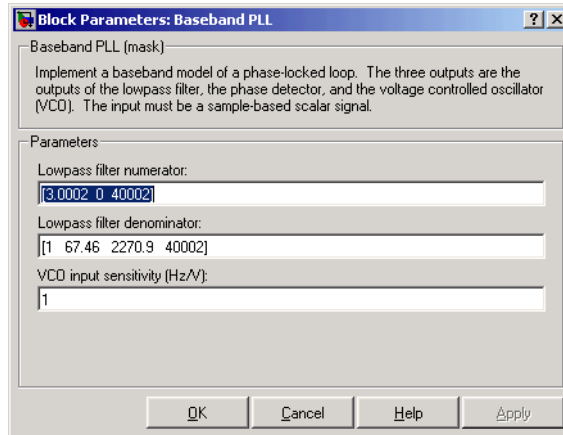 Block Parameters: Baseband PLL
Baseband PLL (mask)
Implement a baseband model of a phase-locked loop. The three outputs are the
outputs of the lowpass filter, the phase detector, and the voltage controlled oscillator
(VCO). The input must be a sample-based scalar signal.
Parameters
Lowpass filter numerator:
[3.0002 0 40002]
Lowpass filter denominator:
[1 67.46 2270.9 40002]
VCO input sensitivity (Hz/V):
1
OK Cancel Help Apply